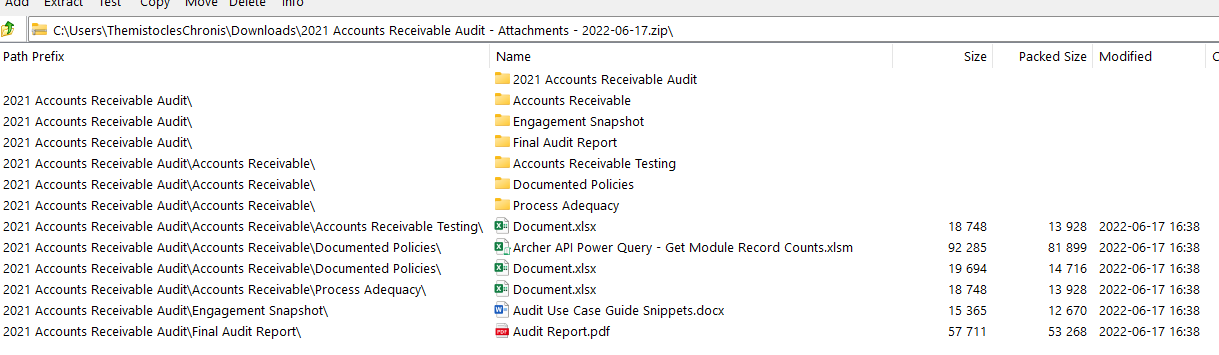 Add Extract Test Copy Move Delete Info
C:\Users\ThemistoclesChronis\Downloads\2021 Accounts Receivable Audit - Attachments - 2022-06-17.zip\
Path Prefix Name Size Packed Size Modified C
2021 Accounts Receivable Audit
2021 Accounts Receivable Audit\ Accounts Receivable
2021 Accounts Receivable Audit\ Engagement Snapshot
2021 Accounts Receivable Audit\ Final Audit Report
2021 Accounts Receivable Audit\Accounts Receivable\ Accounts Receivable Testing
2021 Accounts Receivable Audit\Accounts Receivable\ Documented Policies
2021 Accounts Receivable Audit\Accounts Receivable\ Process Adequacy
2021 Accounts Receivable Audit\Accounts Receivable\Accounts Receivable Testing\ Document.xlsx 18 748 13 928 2022-06-17 16:38
2021 Accounts Receivable Audit\Accounts Receivable\Documented Policies\ Archer API Power Query - Get Module Record Counts.xlsm 92 285 81 899 2022-06-17 16:38
2021 Accounts Receivable Audit\Accounts Receivable\Documented Policies\ Document.xlsx 19 694 14 716 2022-06-17 16:38
2021 Accounts Receivable Audit\Accounts Receivable\Process Adequacy\ Document.xlsx 18 748 13 928 2022-06-17 16:38
2021 Accounts Receivable Audit\Engagement Snapshot\ Audit Use Case Guide Snippets.docx 15 365 12 670 2022-06-17 16:38
2021 Accounts Receivable Audit\Final Audit Report\ Audit Report.pdf 57 711 53 268 2022-06-17 16:38